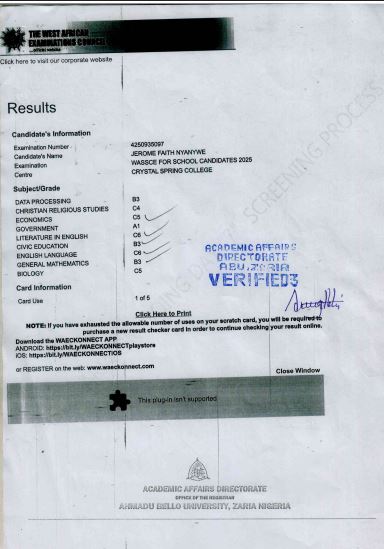 THE WEST AFRICAN
EXAMINATIONS COUNCIL
Click here to visit our corporate website
Results
Candidate's Information
Examination Number 4250935097
Candidate's Name JEROME FAITH NYANYWE
Examination WASSCE FOR SCHOOL CANDIDATES 2025
Centre CRYSTAL SPRING COLLEGE
Subject/Grade
DATA PROCESSING B3
CHRISTIAN RELIGIOUS STUDIES C4
ECONOMICS C5
GOVERNMENT A1
LITERATURE IN ENGLISH C6
CIVIC EDUCATION B3
ENGLISH LANGUAGE C6
GENERAL MATHEMATICS B3
BIOLOGY C5
ACADEMIC AFFAIRS
DIRECTORATE
ABU, ZARIA
VERIFIED3
Card Information
Card Use 1 of 5
Click Here to Print
NOTE: If you have exhausted the allowable number of uses on your scratch card, you will be required to
purchase a new result checker card in order to continue checking your result online.
Download the WAECKONNECT APP
ANDROID: https://bit.ly/WAECKONNECTplaystore
iOS: https://bit.ly/WAECKONNECTIOS
or REGISTER on the web: www.waeckonnect.com
Close Window
This plug-in isn't supported
ACADEMIC AFFAIRS DIRECTORATE
OFFICE OF THE REGISTRAR
AHMADU BELLO UNIVERSITY, ZARIA NIGERIA
SCREENING PROCESS